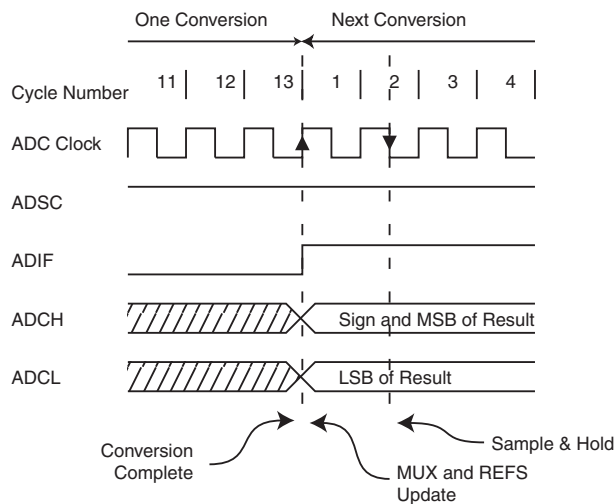 One Conversion Next Conversion
Cycle Number 11 12 13 1 2 3 4
ADC Clock
ADSC
ADIF
ADCH Sign and MSB of Result
ADCL LSB of Result
Conversion
Complete
MUX and REFS
Update
Sample & Hold